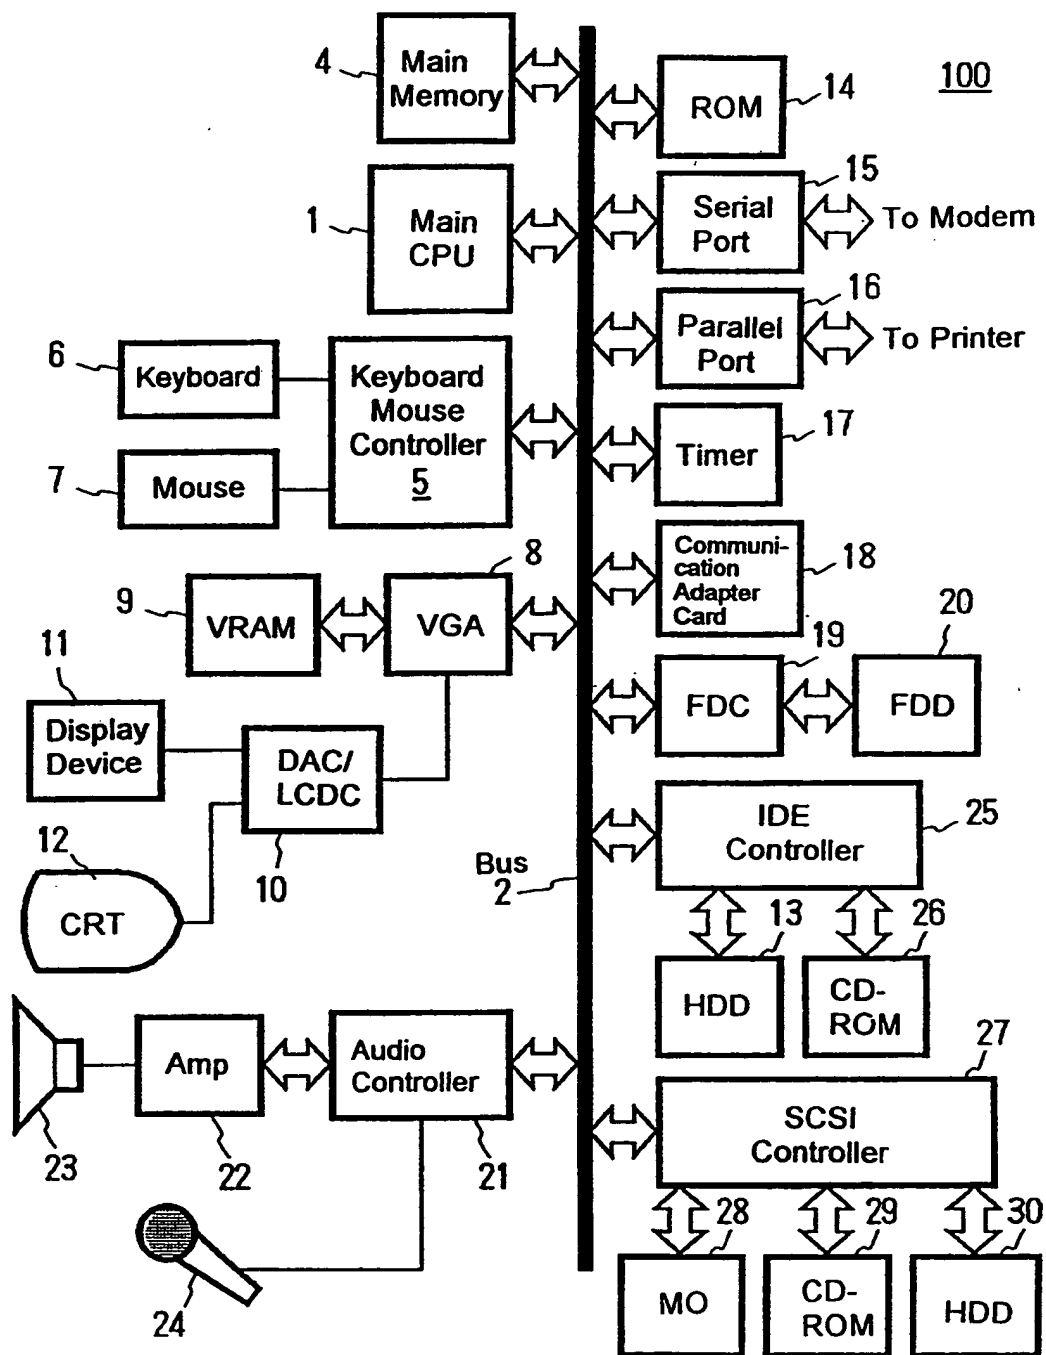 100
4
Main
Memory
ROM
14
1
Main
CPU
15
Serial
Port
To Modem
16
Parallel
Port
To Printer
6
Keyboard
Keyboard
Mouse
Controller
5
7
Mouse
Timer
17
Communi-
cation
Adapter
Card
18
9
VRAM
8
VGA
19
FDC
20
FDD
11
Display
Device
DAC/
LCDC
10
12
CRT
Bus
2
IDE
Controller
25
13
HDD
26
CD-
ROM
23
Amp
22
Audio
Controller
21
24
27
SCSI
Controller
28
MO
29
CD-
ROM
30
HDD